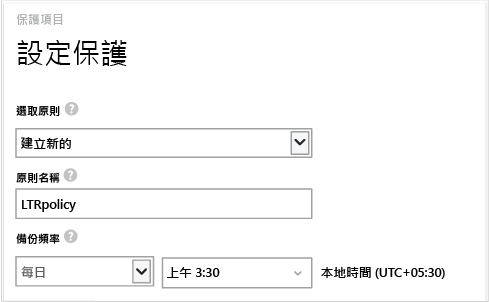 保護項目
設定保護
選取原則 ?
建立新的
原則名稱 ?
LTRpolicy
備份頻率 ?
每日 上午 3:30 本地時間 (UTC+05:30)